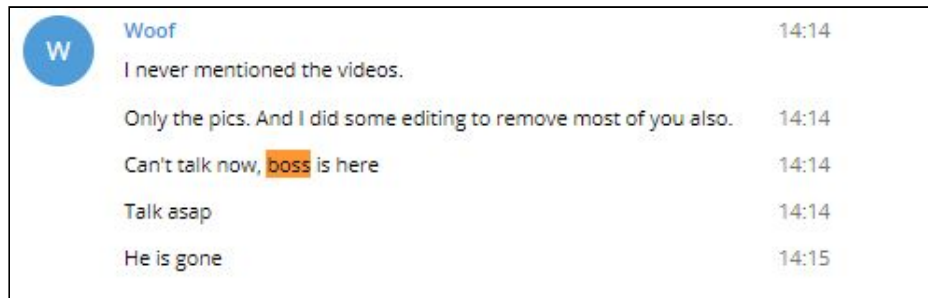 W
Woof 14:14
I never mentioned the videos.
Only the pics. And I did some editing to remove most of you also. 14:14
Can't talk now, boss is here 14:14
Talk asap 14:14
He is gone 14:15